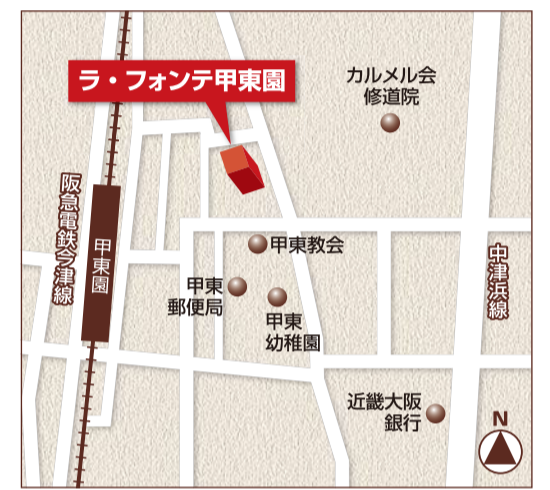 ラ・フォンテ甲東園
カルメル会
修道院
阪急電鉄今津線
甲東園
甲東教会
甲東
郵便局
甲東
幼稚園
中津浜線
近畿大阪
銀行
N